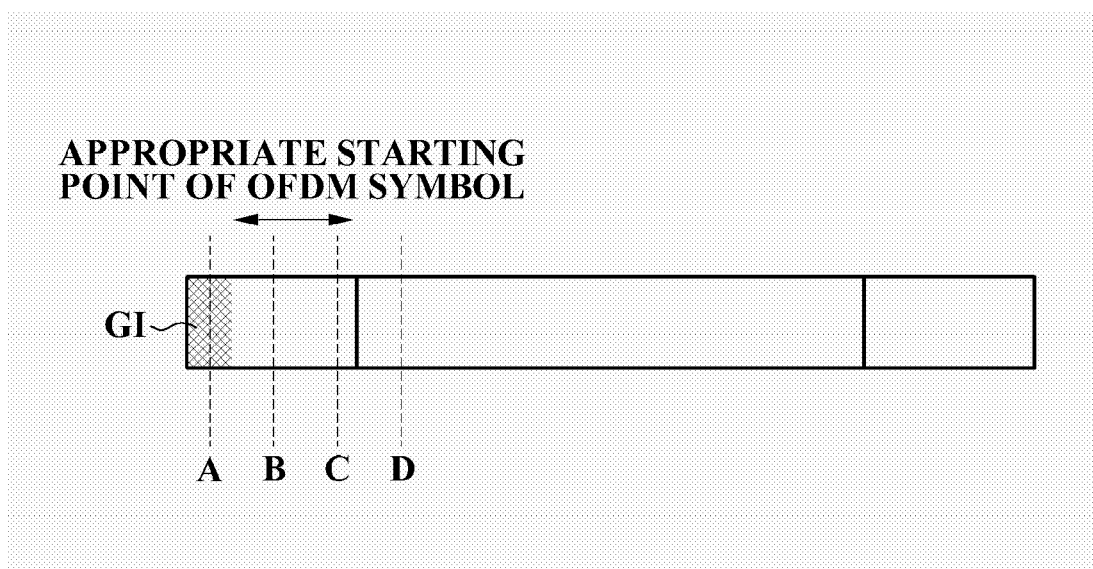 APPROPRIATE STARTING
POINT OF OFDM SYMBOL
GI
A B C D